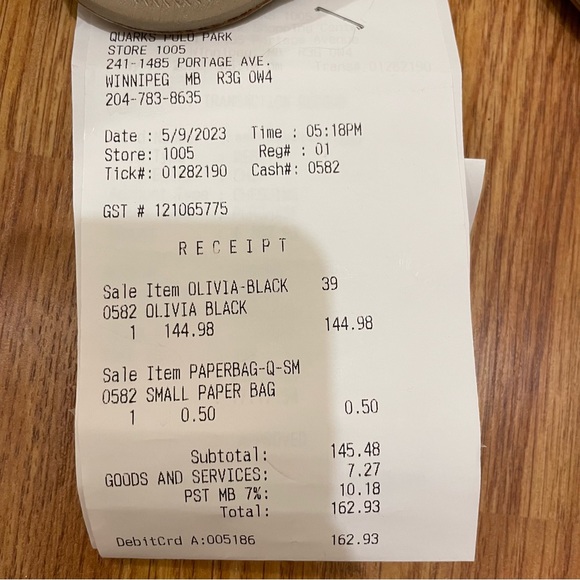 QUARKS POLO PARK
STORE 1005
241-1485 PORTAGE AVE.
WINNIPEG MB R3G 0W4
204-783-8635
Date : 5/9/2023 Time : 05:18PM
Store: 1005 Reg# : 01
Tick#: 01282190 Cash#: 0582
GST # 121065775
RECEIPT
Sale Item OLIVIA-BLACK 39
0582 OLIVIA BLACK
1 144.98 144.98
Sale Item PAPERBAG-Q-SM
0582 SMALL PAPER BAG
1 0.50 0.50
Subtotal: 145.48
GOODS AND SERVICES: 7.27
PST MB 7%: 10.18
Total: 162.93
DebitCrd A:005186 162.93